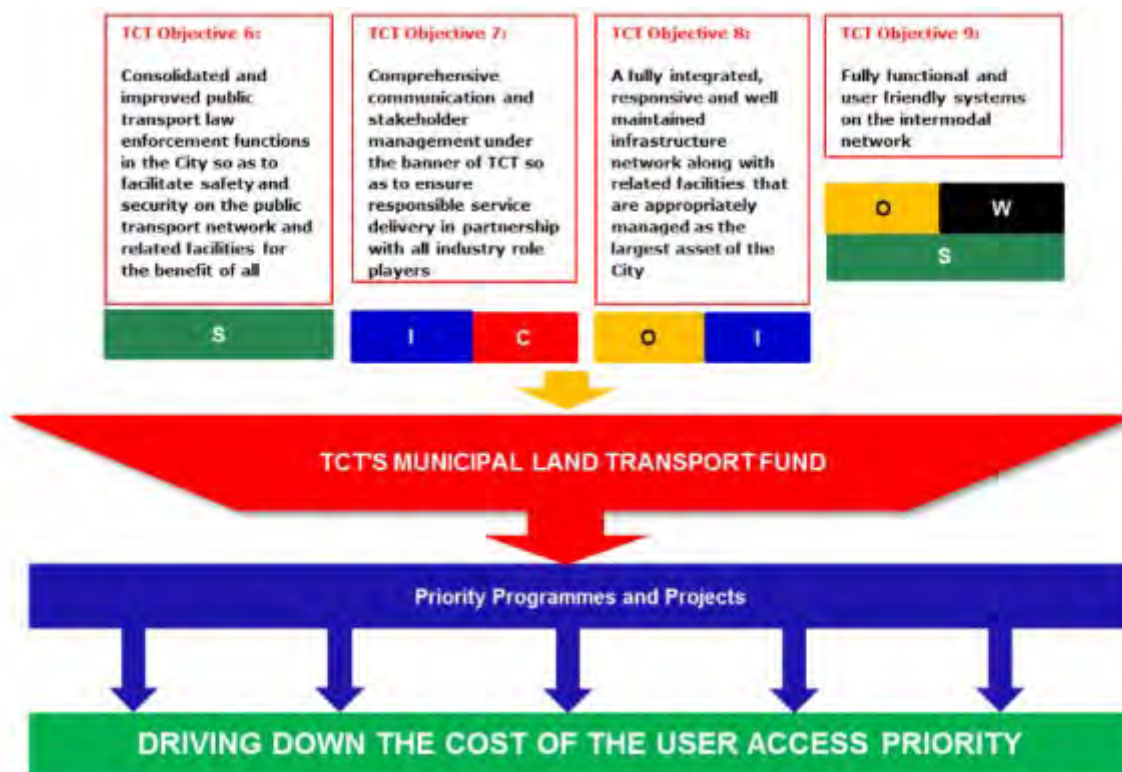 TCT Objective 6:
Consolidated and
improved public
transport law
enforcement functions
in the City so as to
facilitate safety and
security on the public
transport network and
related facilities for
the benefit of all
S
TCT Objective 7:
Comprehensive
communication and
stakeholder
management under
the banner of TCT so
as to ensure
responsible service
delivery in partnership
with all industry role
players
I
C
TCT Objective 8:
A fully integrated,
responsive and well
maintained
infrastructure
network along with
related facilities that
are appropriately
managed as the
largest asset of the
City
O
I
TCT Objective 9:
Fully functional and
user friendly systems
on the intermodal
network
O
W
S
TCT'S MUNICIPAL LAND TRANSPORT FUND
Priority Programmes and Projects
DRIVING DOWN THE COST OF THE USER ACCESS PRIORITY